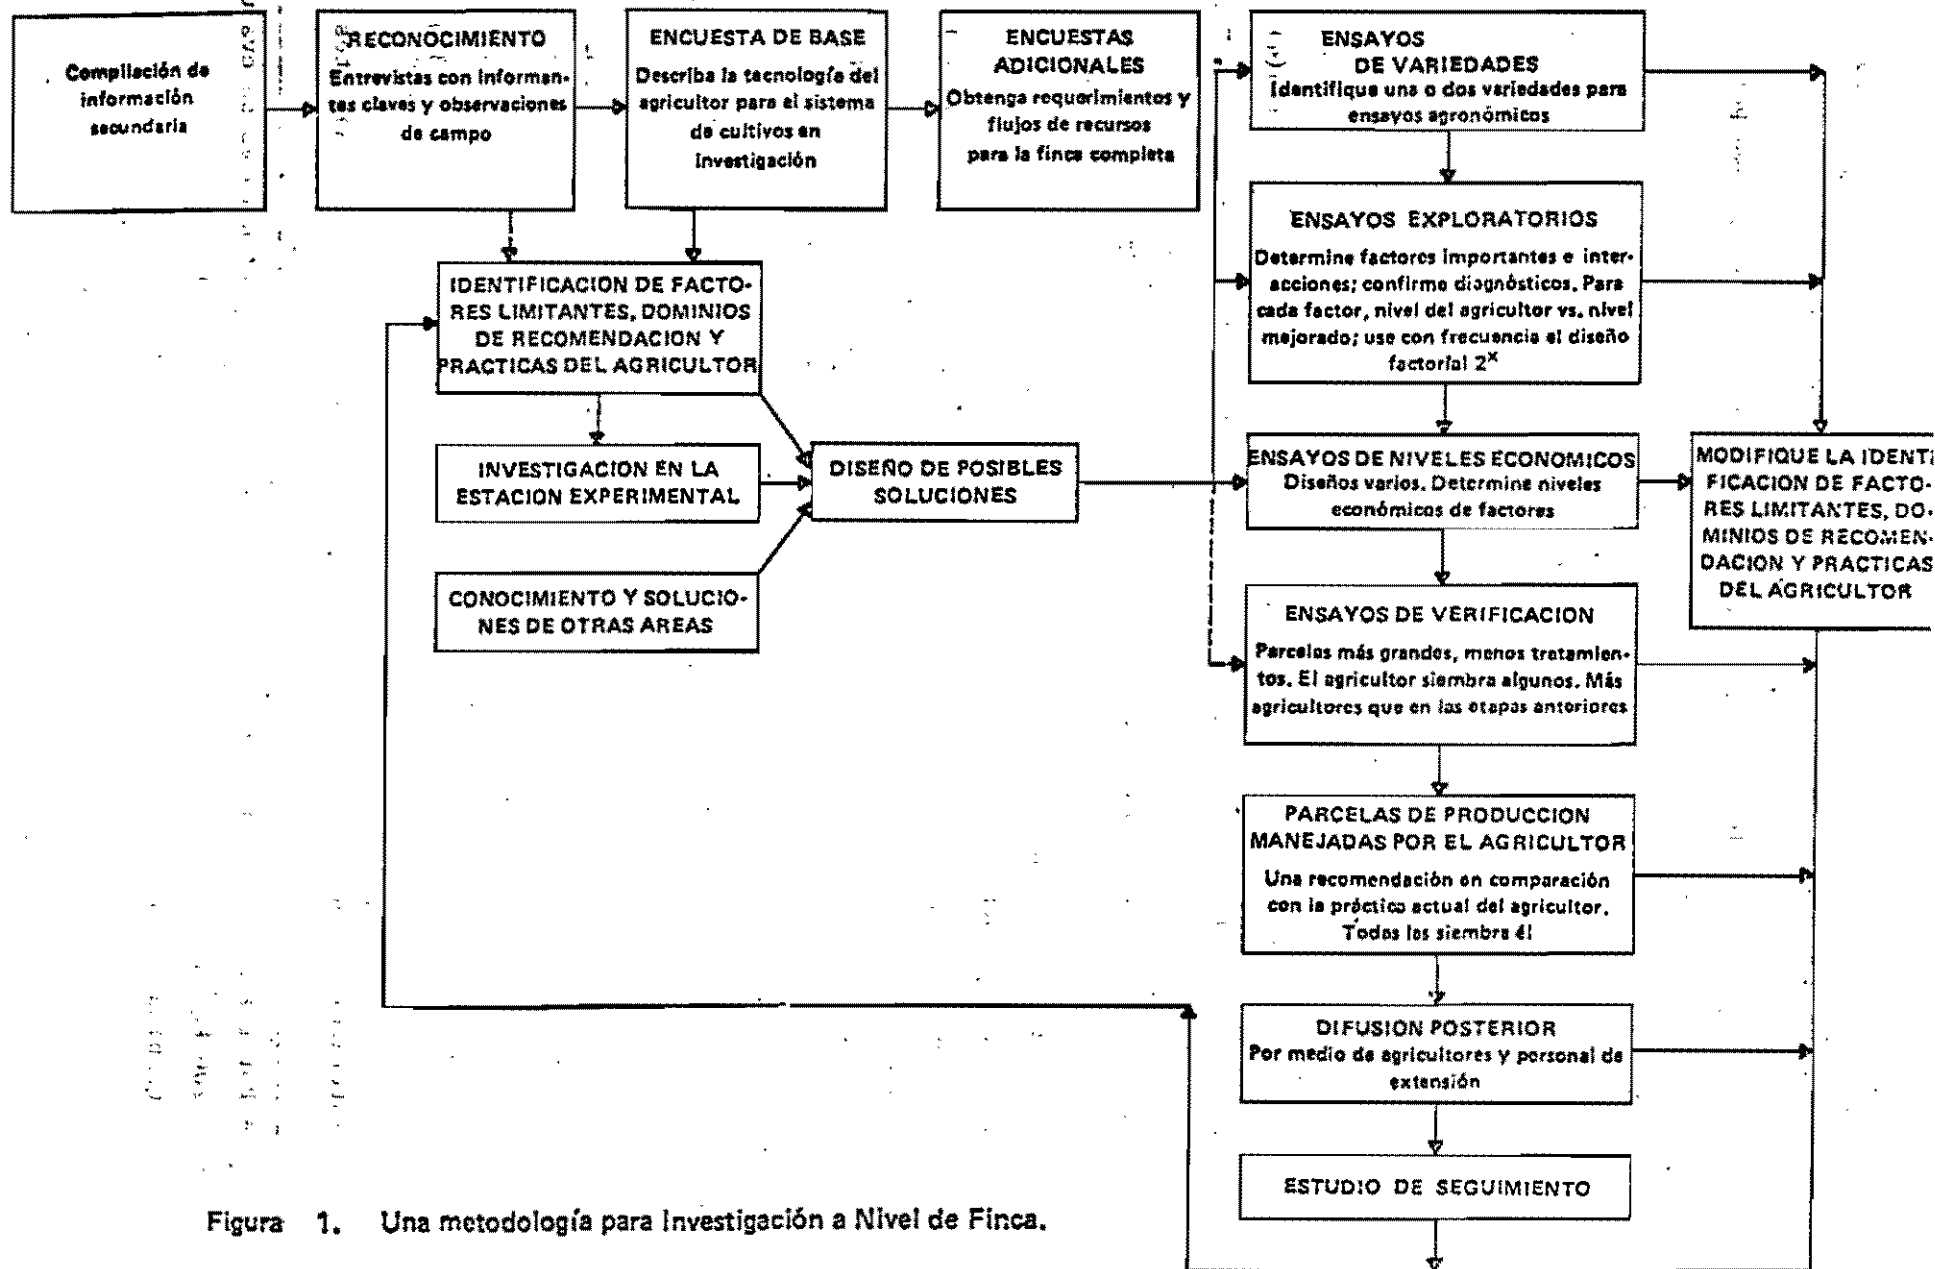 Compilación de
información
secundaria
RECONOCIMIENTO
Entrevistas con informan-
tes claves y observaciones
de campo
ENCUESTA DE BASE
Describa la tecnología del
agricultor para el sistema
de cultivos en
investigación
ENCUESTAS
ADICIONALES
Obtenga requerimientos y
flujos de recursos
para la finca completa
ENSAYOS
DE VARIEDADES
Identifique una o dos variedades para
ensayos agronómicos
ENSAYOS EXPLORATORIOS
Determine factores importantes e inter-
acciones; confirme diagnósticos. Para
cada factor, nivel del agricultor vs. nivel
mejorado; use con frecuencia el diseño
factorial 2ˣ
IDENTIFICACION DE FACTO-
RES LIMITANTES, DOMINIOS
DE RECOMENDACION Y
PRACTICAS DEL AGRICULTOR
INVESTIGACION EN LA
ESTACION EXPERIMENTAL
DISEÑO DE POSIBLES
SOLUCIONES
CONOCIMIENTO Y SOLUCIO-
NES DE OTRAS AREAS
ENSAYOS DE NIVELES ECONOMICOS
Diseños varios. Determine niveles
económicos de factores
MODIFIQUE LA IDENTI
FICACION DE FACTO-
RES LIMITANTES, DO-
MINIOS DE RECOMEN-
DACION Y PRACTICAS
DEL AGRICULTOR
ENSAYOS DE VERIFICACION
Parcelas más grandes, menos tratamien-
tos. El agricultor siembra algunos. Más
agricultores que en las etapas anteriores
PARCELAS DE PRODUCCION
MANEJADAS POR EL AGRICULTOR
Una recomendación en comparación
con la práctica actual del agricultor.
Todas las siembra él
DIFUSION POSTERIOR
Por medio de agricultores y personal de
extensión
ESTUDIO DE SEGUIMIENTO
Figura 1. Una metodología para Investigación a Nivel de Finca.